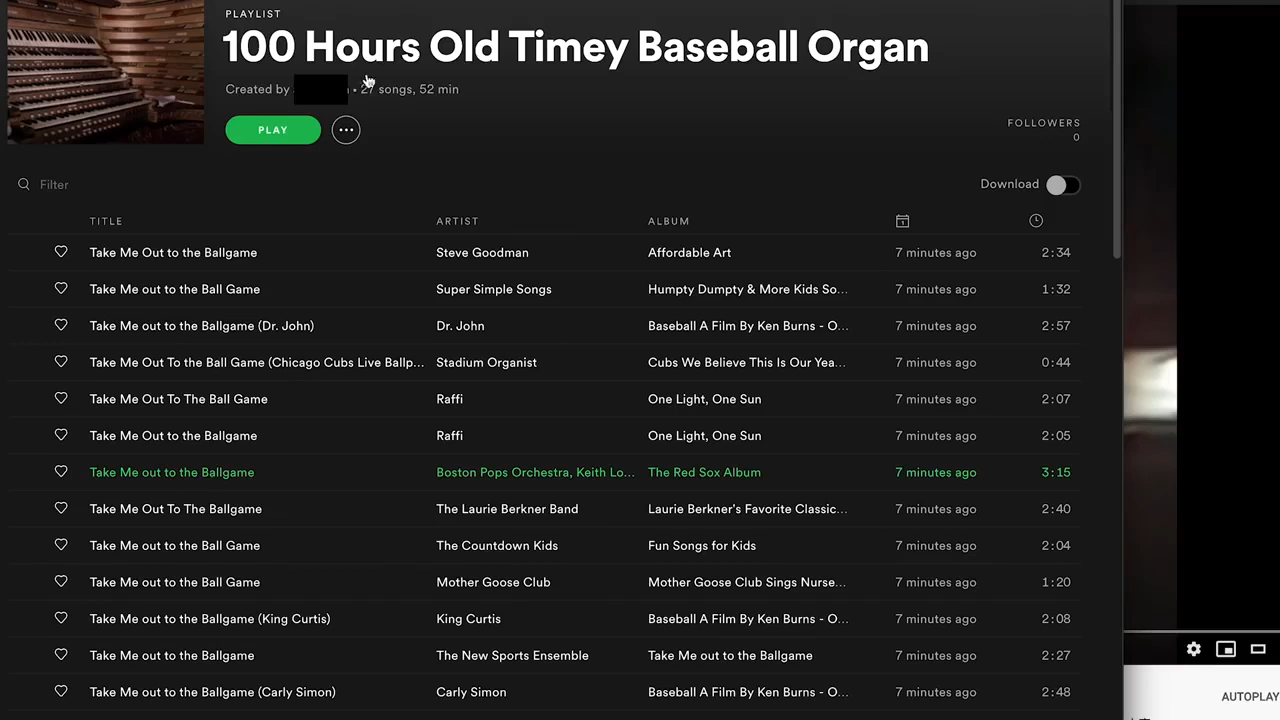 PLAYLIST
100 Hours Old Timey Baseball Organ
Created by • 27 songs, 52 min
PLAY
FOLLOWERS
0
Filter
Download
TITLE ARTIST ALBUM
Take Me Out to the Ballgame Steve Goodman Affordable Art 7 minutes ago 2:34
Take Me out to the Ball Game Super Simple Songs Humpty Dumpty & More Kids So... 7 minutes ago 1:32
Take Me out to the Ballgame (Dr. John) Dr. John Baseball A Film By Ken Burns - O... 7 minutes ago 2:57
Take Me Out To the Ball Game (Chicago Cubs Live Ballp... Stadium Organist Cubs We Believe This Is Our Yea... 7 minutes ago 0:44
Take Me Out To The Ball Game Raffi One Light, One Sun 7 minutes ago 2:07
Take Me Out to the Ballgame Raffi One Light, One Sun 7 minutes ago 2:05
Take Me out to the Ballgame Boston Pops Orchestra, Keith Lo... The Red Sox Album 7 minutes ago 3:15
Take Me Out To The Ballgame The Laurie Berkner Band Laurie Berkner's Favorite Classic... 7 minutes ago 2:40
Take Me out to the Ball Game The Countdown Kids Fun Songs for Kids 7 minutes ago 2:04
Take Me out to the Ball Game Mother Goose Club Mother Goose Club Sings Nurse... 7 minutes ago 1:20
Take Me out to the Ballgame (King Curtis) King Curtis Baseball A Film By Ken Burns - O... 7 minutes ago 2:08
Take Me out to the Ballgame The New Sports Ensemble Take Me out to the Ballgame 7 minutes ago 2:27
Take Me out to the Ballgame (Carly Simon) Carly Simon Baseball A Film By Ken Burns - O... 7 minutes ago 2:48
AUTOPLAY